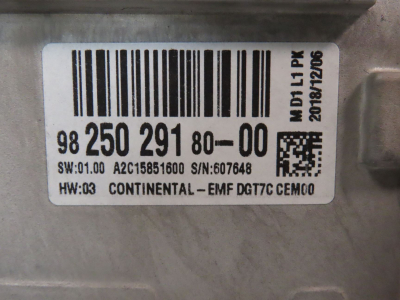 98 250 291 80-00
SW:01.00 A2C15851600 S/N:607648
HW:03 CONTINENTAL-EMF DGT7C CEM00
M D1 L1 PK
2018/12/06